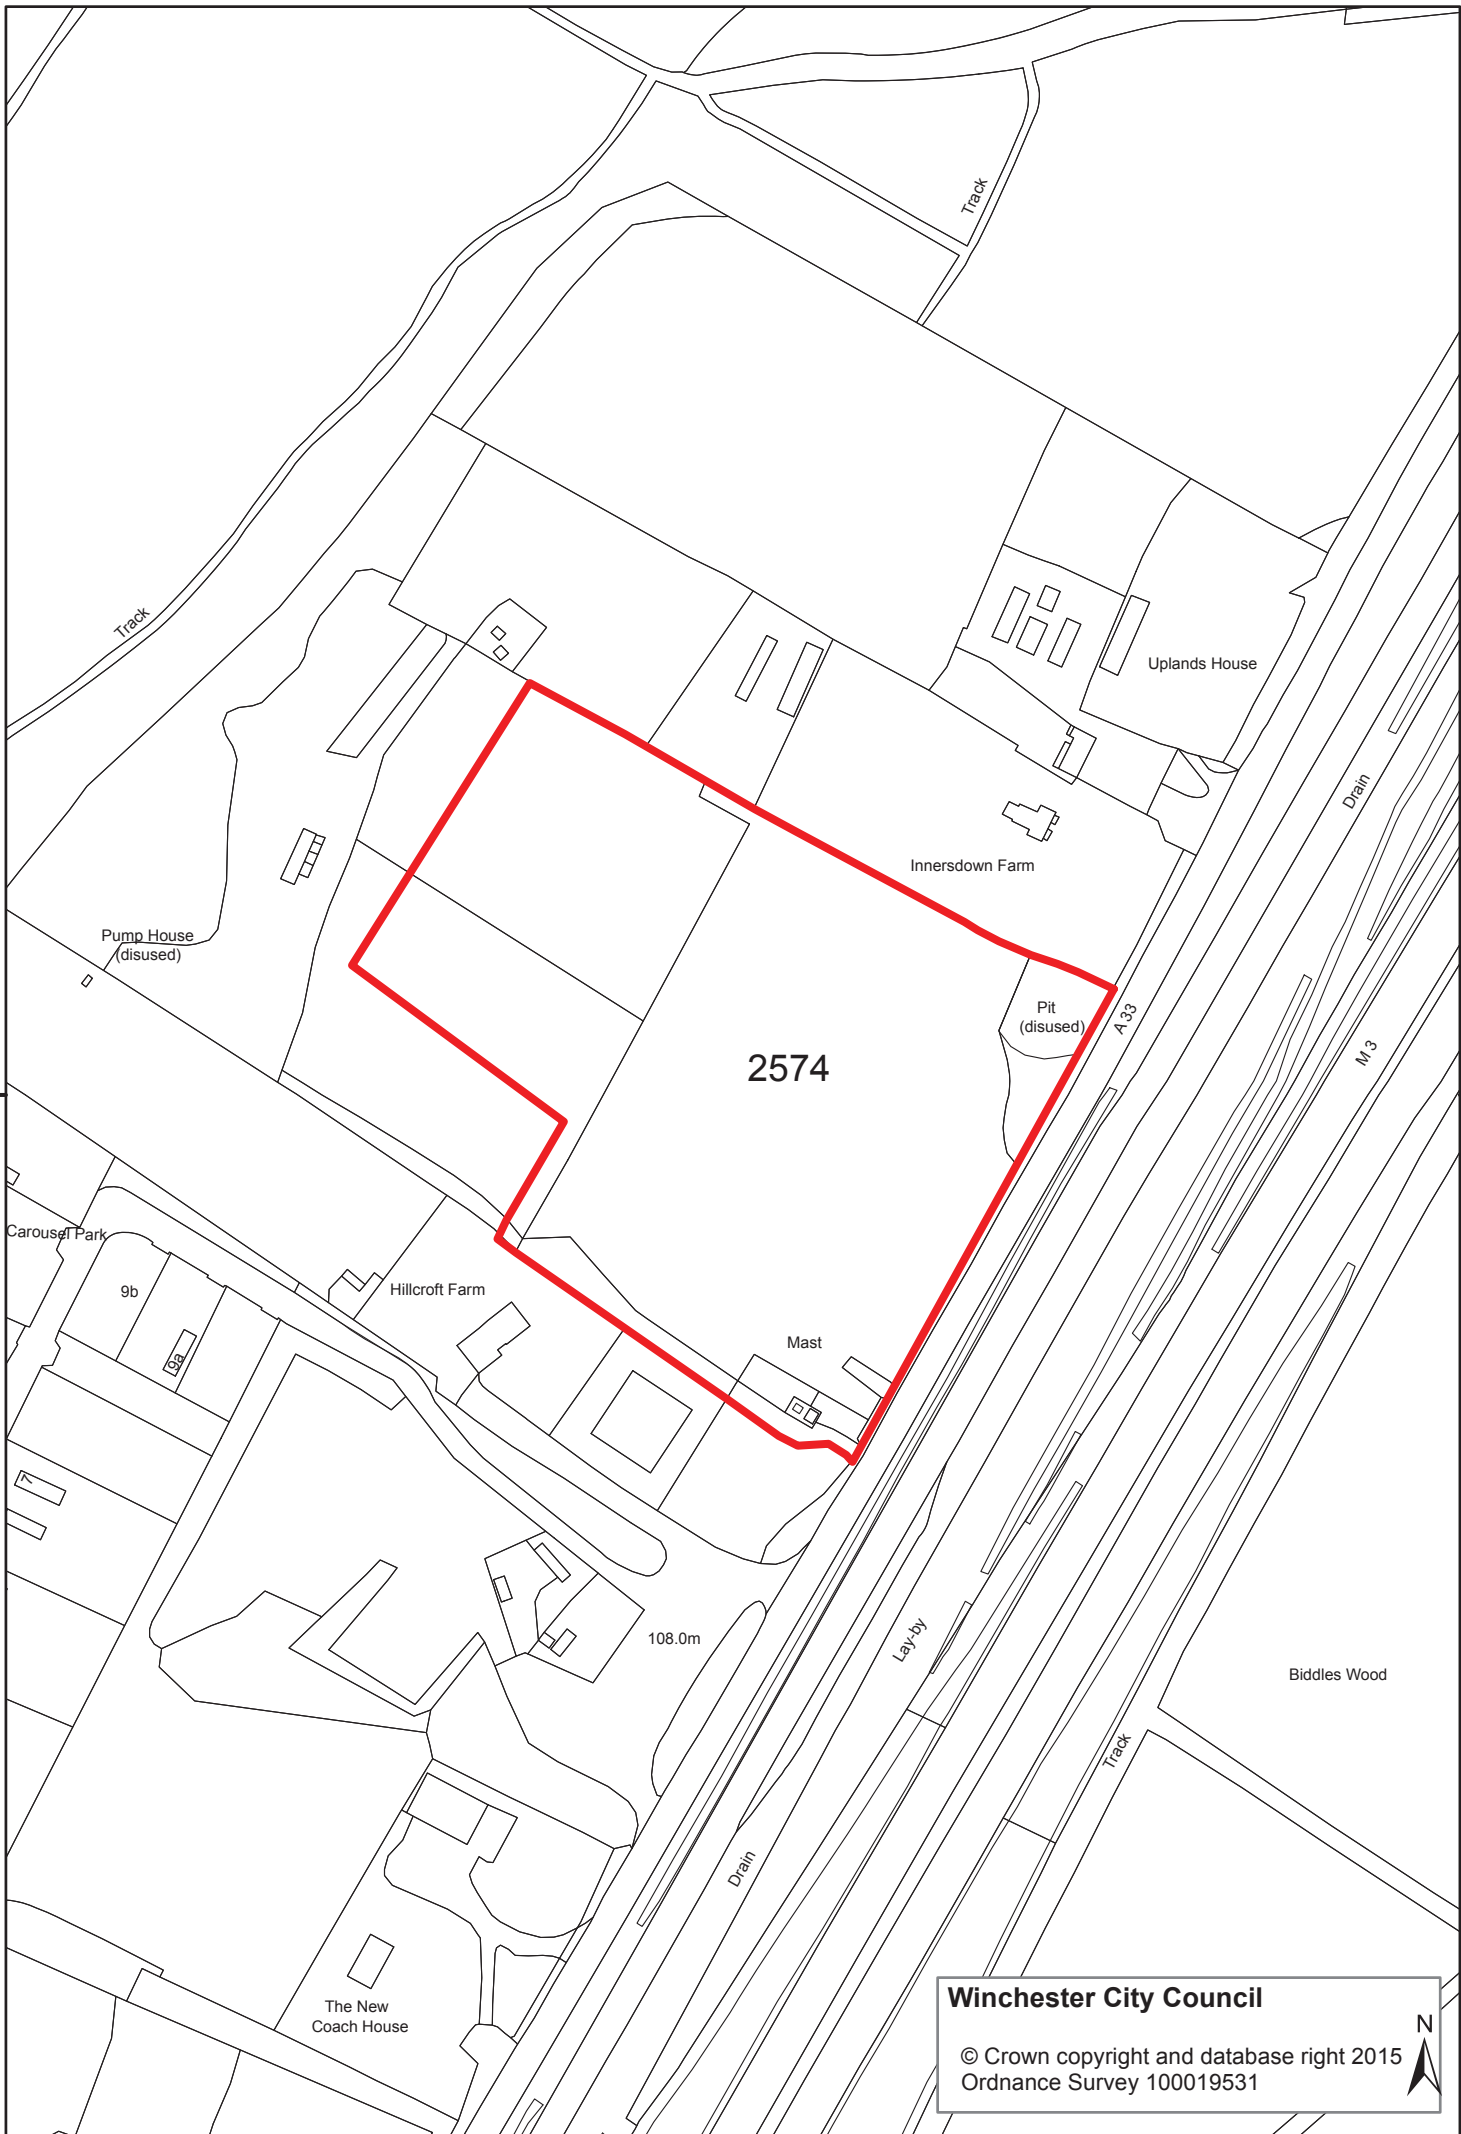 Track
Track
Uplands House
Drain
Innersdown Farm
Pump House
(disused)
Pit
(disused)
A 33
M 3
2574
Carousel Park
9b
Hillcroft Farm
Mast
9a
7
108.0m
Lay-by
Biddles Wood
Track
Drain
The New
Coach House
Winchester City Council
N
© Crown copyright and database right 2015
Ordnance Survey 100019531